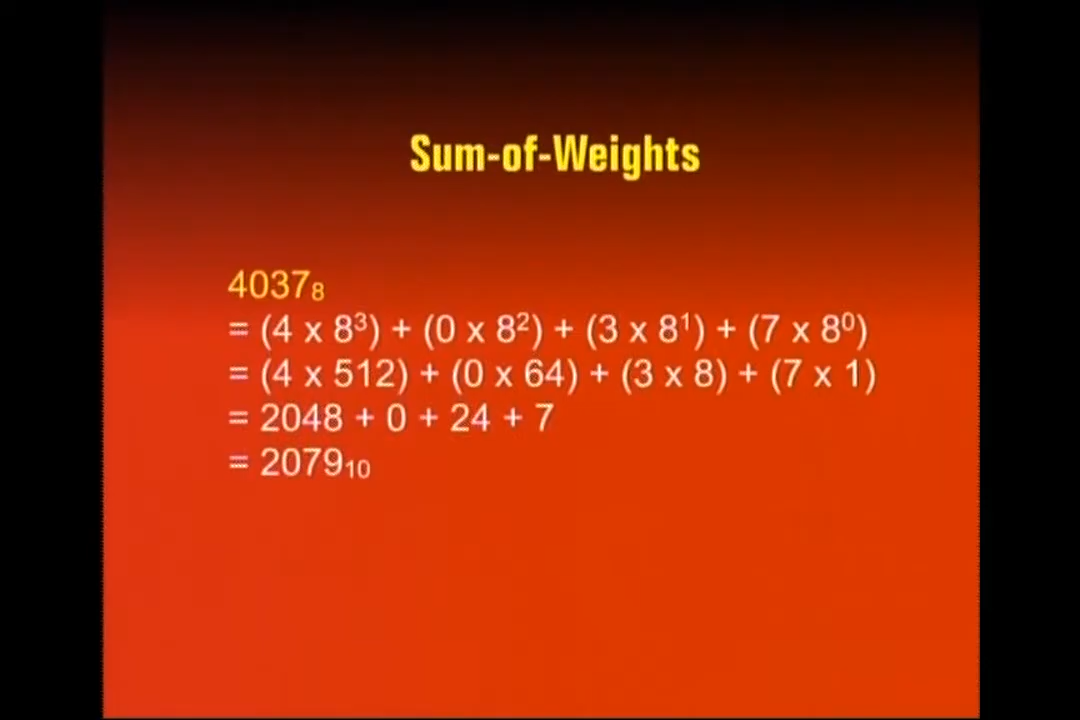 Sum-of-Weights
4037₈
= (4 x 8³) + (0 x 8²) + (3 x 8¹) + (7 x 8⁰)
= (4 x 512) + (0 x 64) + (3 x 8) + (7 x 1)
= 2048 + 0 + 24 + 7
= 2079₁₀